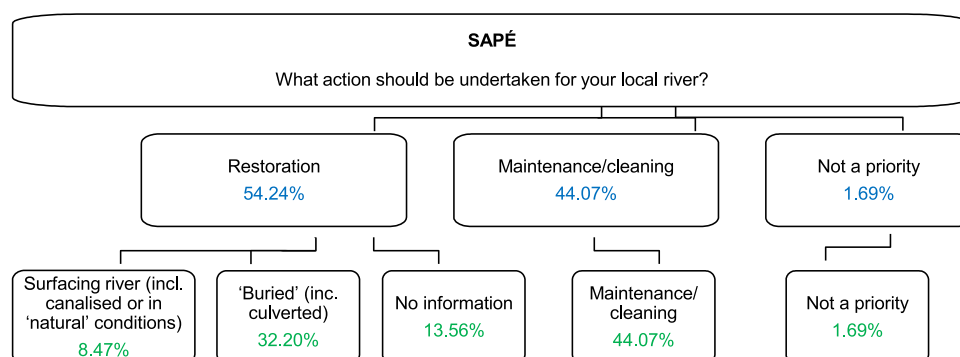 SAPÉ
What action should be undertaken for your local river?
Restoration
54.24%
Maintenance/cleaning
44.07%
Not a priority
1.69%
Surfacing river (incl.
canalised or in
‘natural’ conditions)
8.47%
‘Buried’ (inc.
culverted)
32.20%
No information
13.56%
Maintenance/
cleaning
44.07%
Not a priority
1.69%